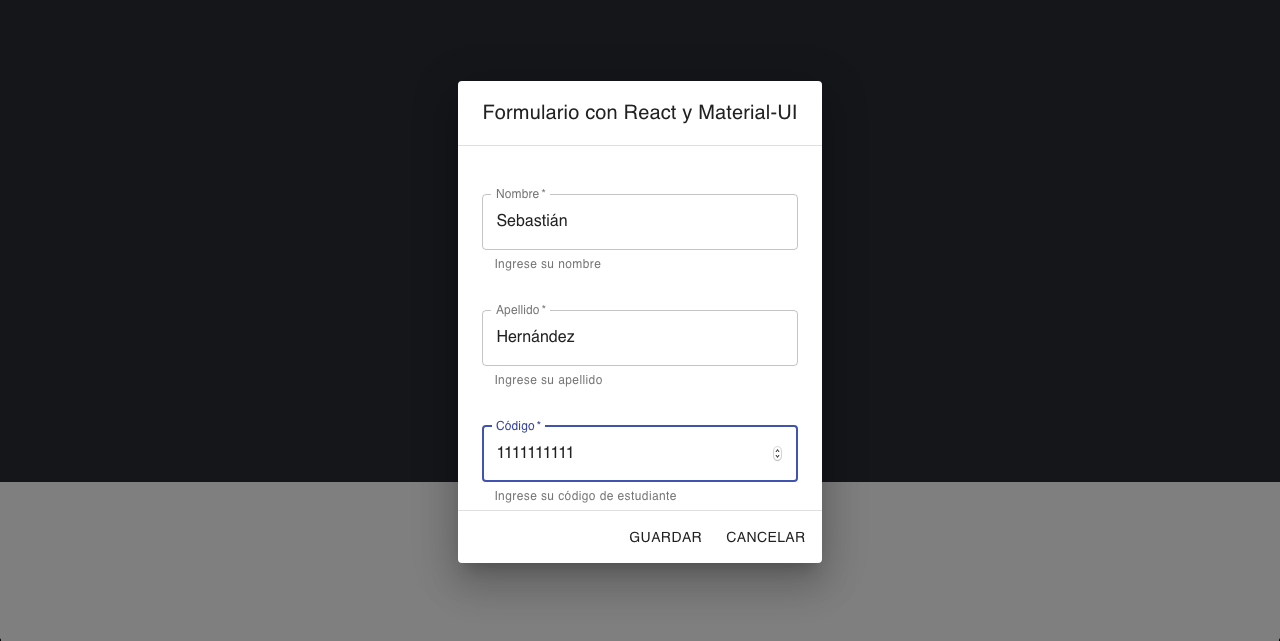 Formulario con React y Material-UI
Nombre *
Sebastián
Ingrese su nombre
Apellido *
Hernández
Ingrese su apellido
Código *
1111111111
Ingrese su código de estudiante
GUARDAR CANCELAR